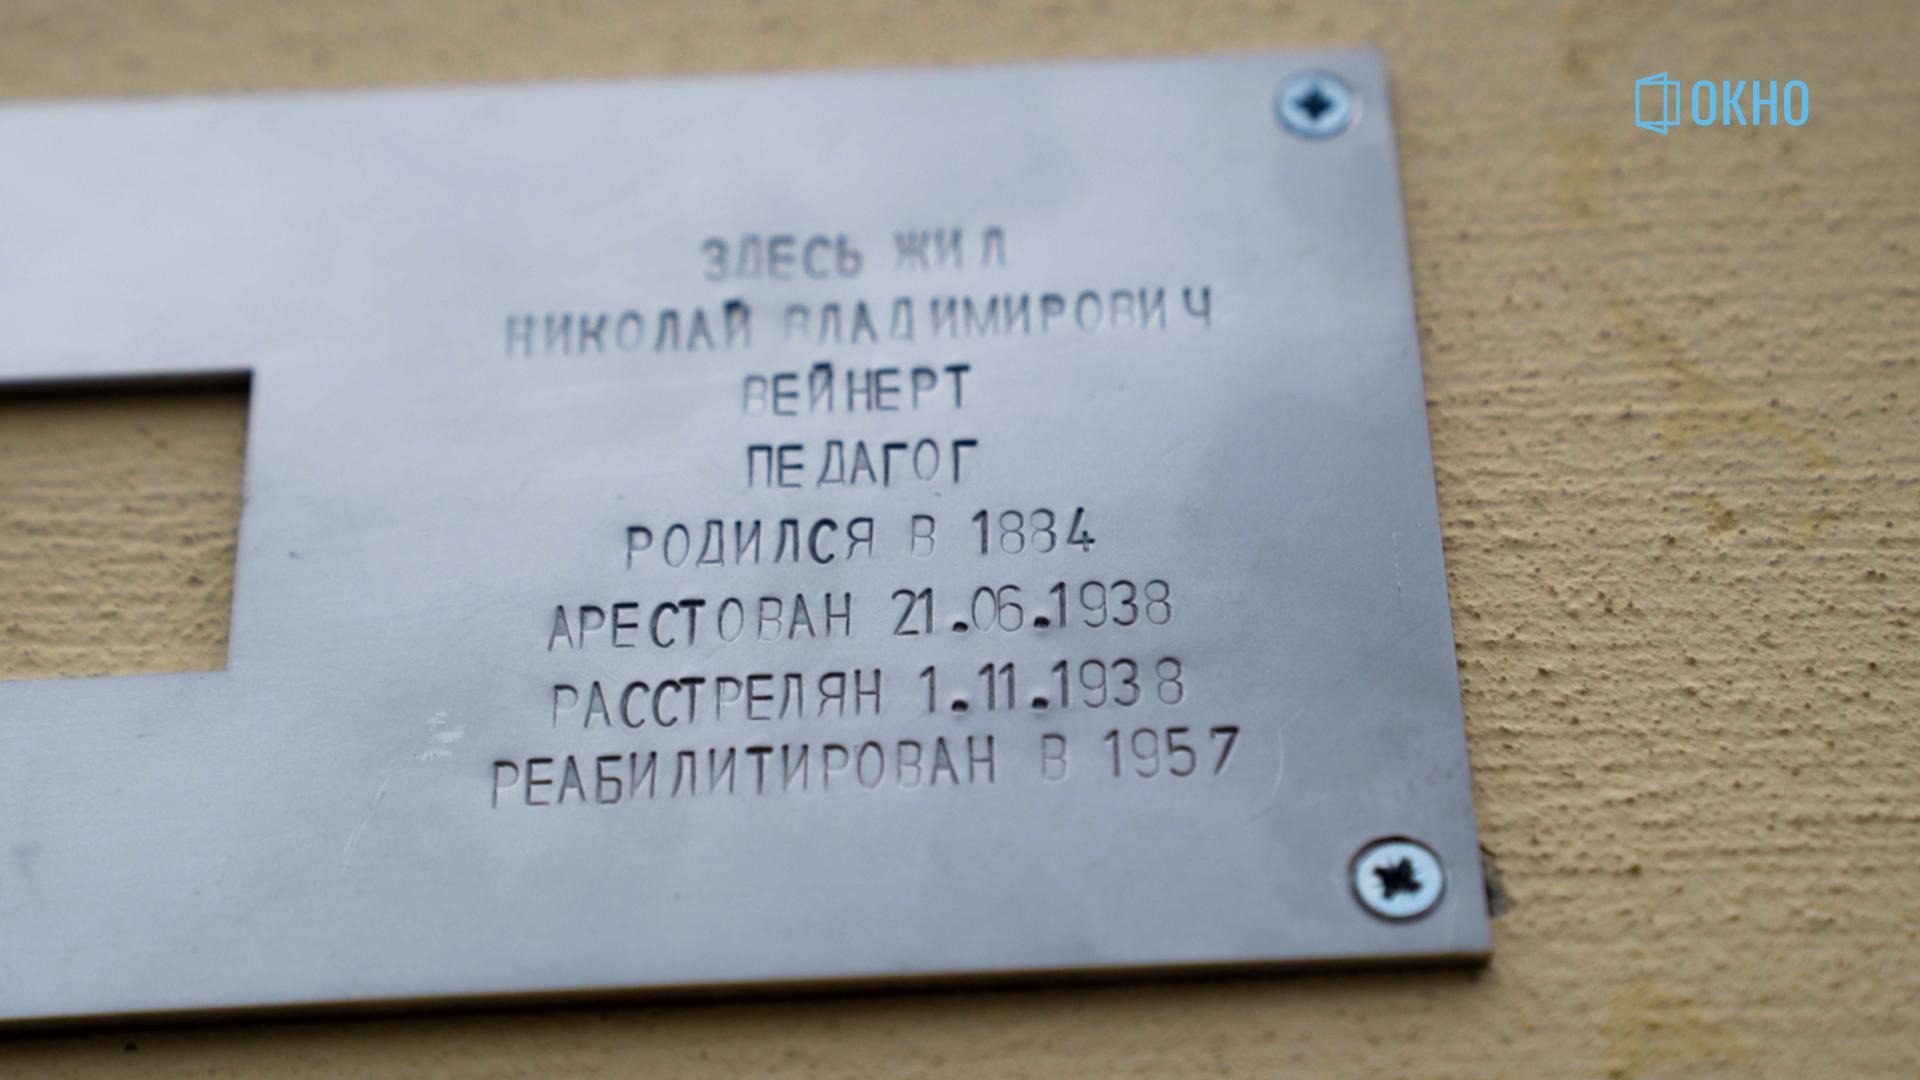 ОКНО
ЗДЕСЬ ЖИЛ
НИКОЛАЙ ВЛАДИМИРОВИЧ
ВЕЙНЕРТ
ПЕДАГОГ
РОДИЛСЯ В 1884
АРЕСТОВАН 21.06.1938
РАССТРЕЛЯН 1.11.1938
РЕАБИЛИТИРОВАН В 1957